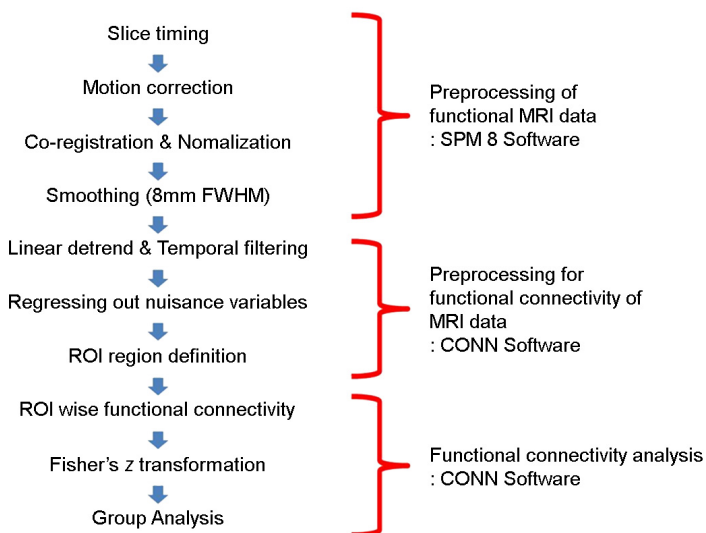 Slice timing
Motion correction
Co-registration & Nomalization
Smoothing (8mm FWHM)
Linear detrend & Temporal filtering
Regressing out nuisance variables
ROI region definition
ROI wise functional connectivity
Fisher's z transformation
Group Analysis
Preprocessing of
functional MRI data
: SPM 8 Software
Preprocessing for
functional connectivity of
MRI data
: CONN Software
Functional connectivity analysis
: CONN Software